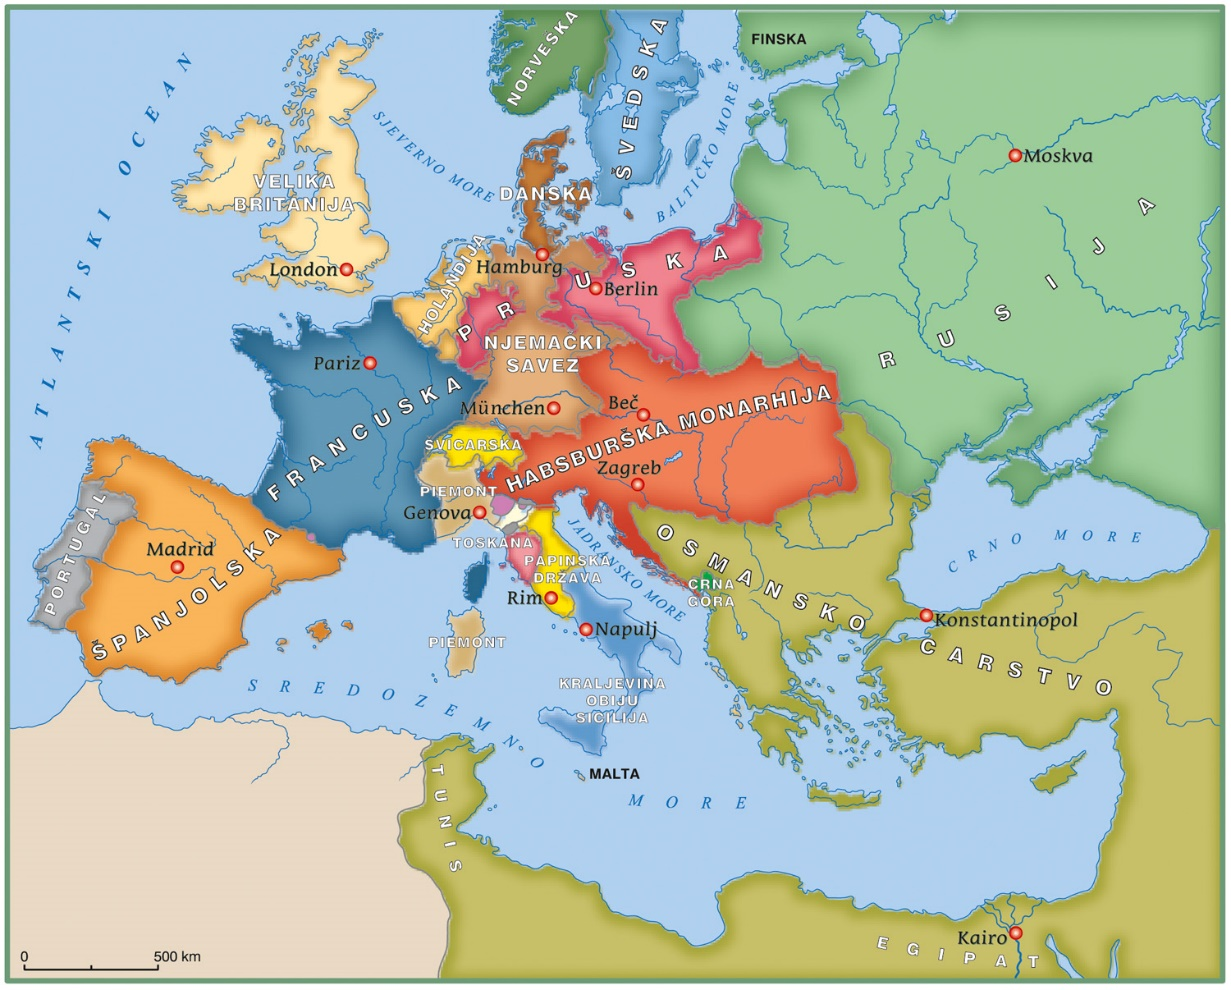 NORVEŠKA
ŠVEDSKA
FINSKA
ATLANTSKI OCEAN
SJEVERNO MORE
BALTIČKO MORE
Moskva
VELIKA
BRITANIJA
DANSKA
London
HOLANDIJA
Hamburg
PRUSKA
Berlin
RUSIJA
NJEMAČKI
SAVEZ
Pariz
FRANCUSKA
München
Beč
HABSBURŠKA MONARHIJA
ŠVICARSKA
Zagreb
PIEMONT
Genova
TOSKANA
PAPINSKA
DRŽAVA
JADRANSKO MORE
OSMANSKO
CARSTVO
CRNO MORE
PORTUGAL
Madrid
ŠPANJOLSKA
CRNA
GORA
Rim
Napulj
Konstantinopol
PIEMONT
KRALJEVINA
OBIJU
SICILIJA
SREDOZEMNO
MORE
MALTA
TUNIS
EGIPAT
Kairo
0 500 km